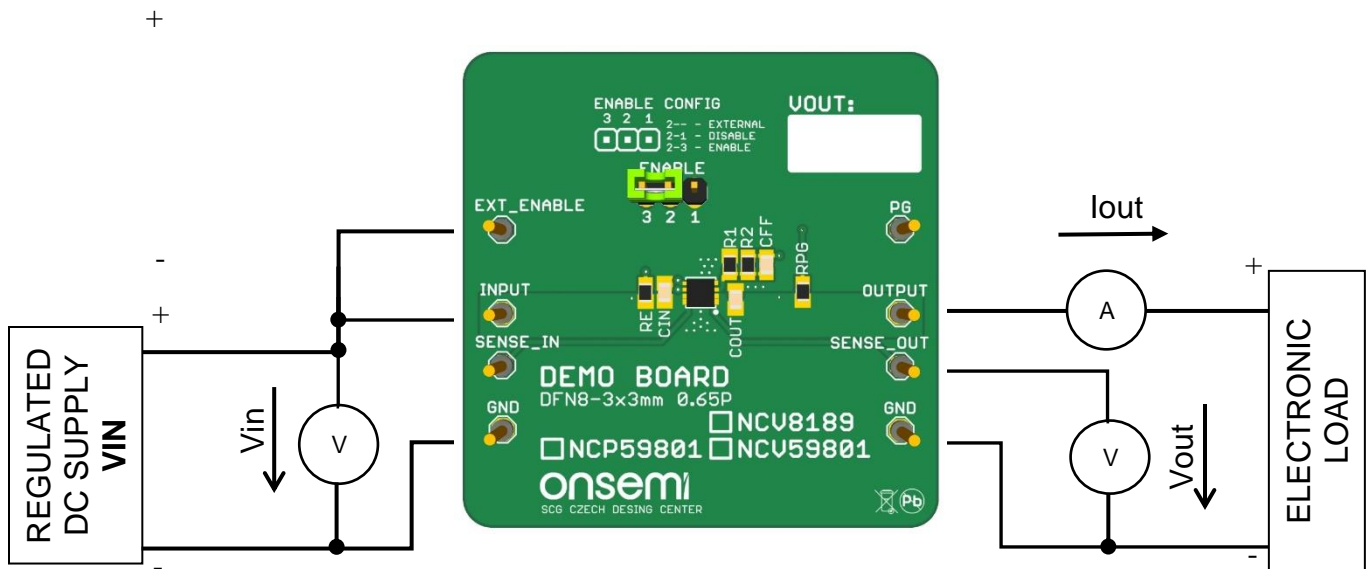 +
ENABLE CONFIG
3 2 1
2-- - EXTERNAL
2-1 - DISABLE
2-3 - ENABLE
VOUT:
ENABLE
3 2 1
EXT_ENABLE
PG
Iout
-
+
R1
R2
CFF
RPG
+
INPUT
OUTPUT
A
RE
CIN
COUT
SENSE_IN
SENSE_OUT
REGULATED
DC SUPPLY
VIN
Vin
V
DEMO BOARD
DFN8-3x3mm 0.65P
GND
GND
NCV8189
NCP59801
NCV59801
onsemi
SCG CZECH DESING CENTER
Pb
V
Vout
ELECTRONIC
LOAD
-
-